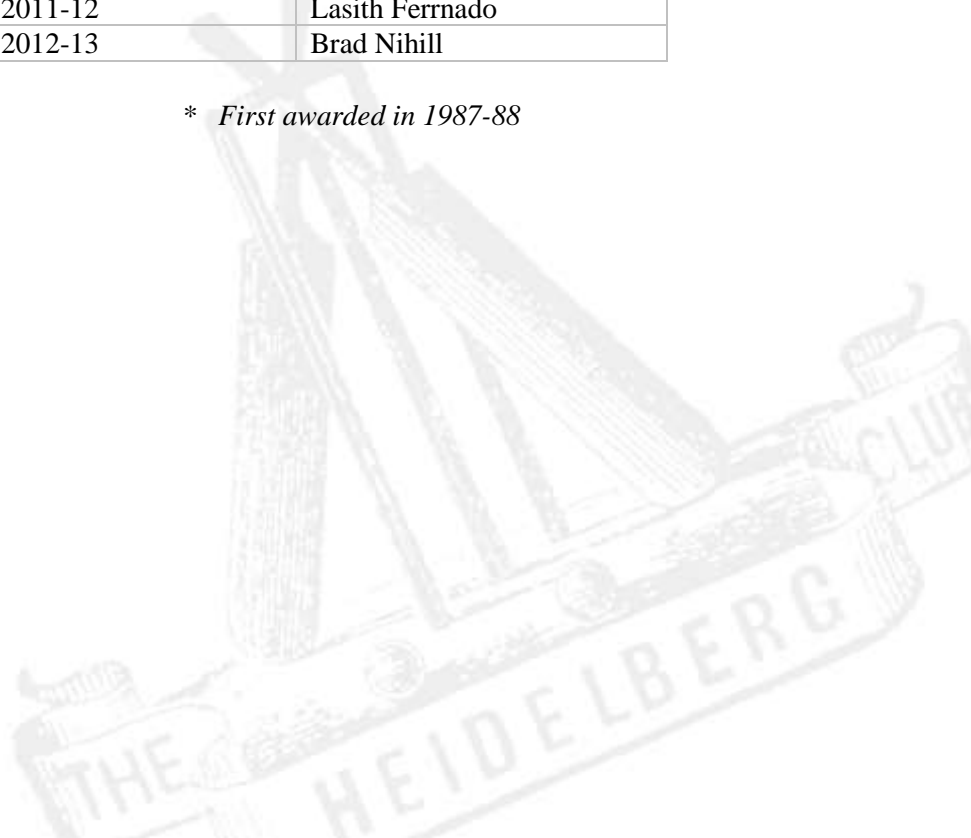 2011-12 Lasith Ferrnado
2012-13 Brad Nihill
* First awarded in 1987-88
CLUB
THE
HEIDELBERG